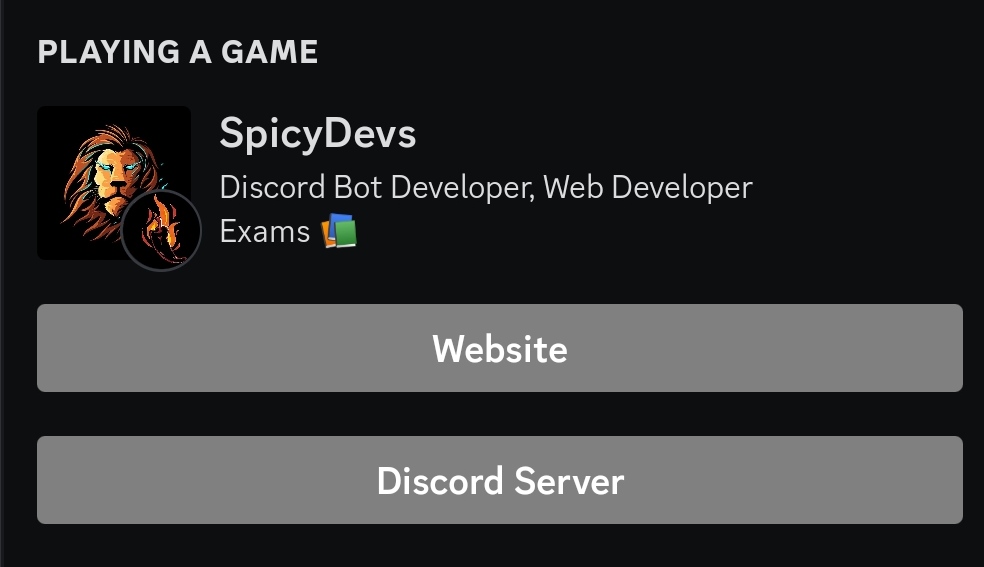 PLAYING A GAME
SpicyDevs
Discord Bot Developer, Web Developer
Exams 📚
Website
Discord Server